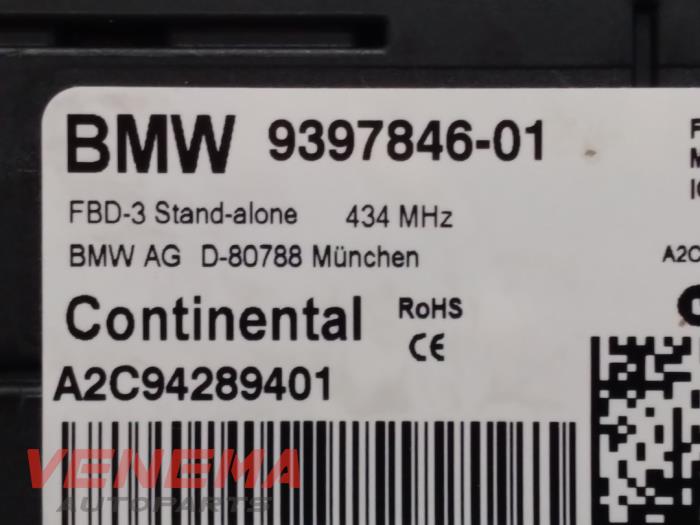 BMW 9397846-01
FBD-3 Stand-alone 434 MHz
BMW AG D-80788 München
Continental RoHS
CE
A2C94289401
A2C
VENEMA
AUTOPARTS